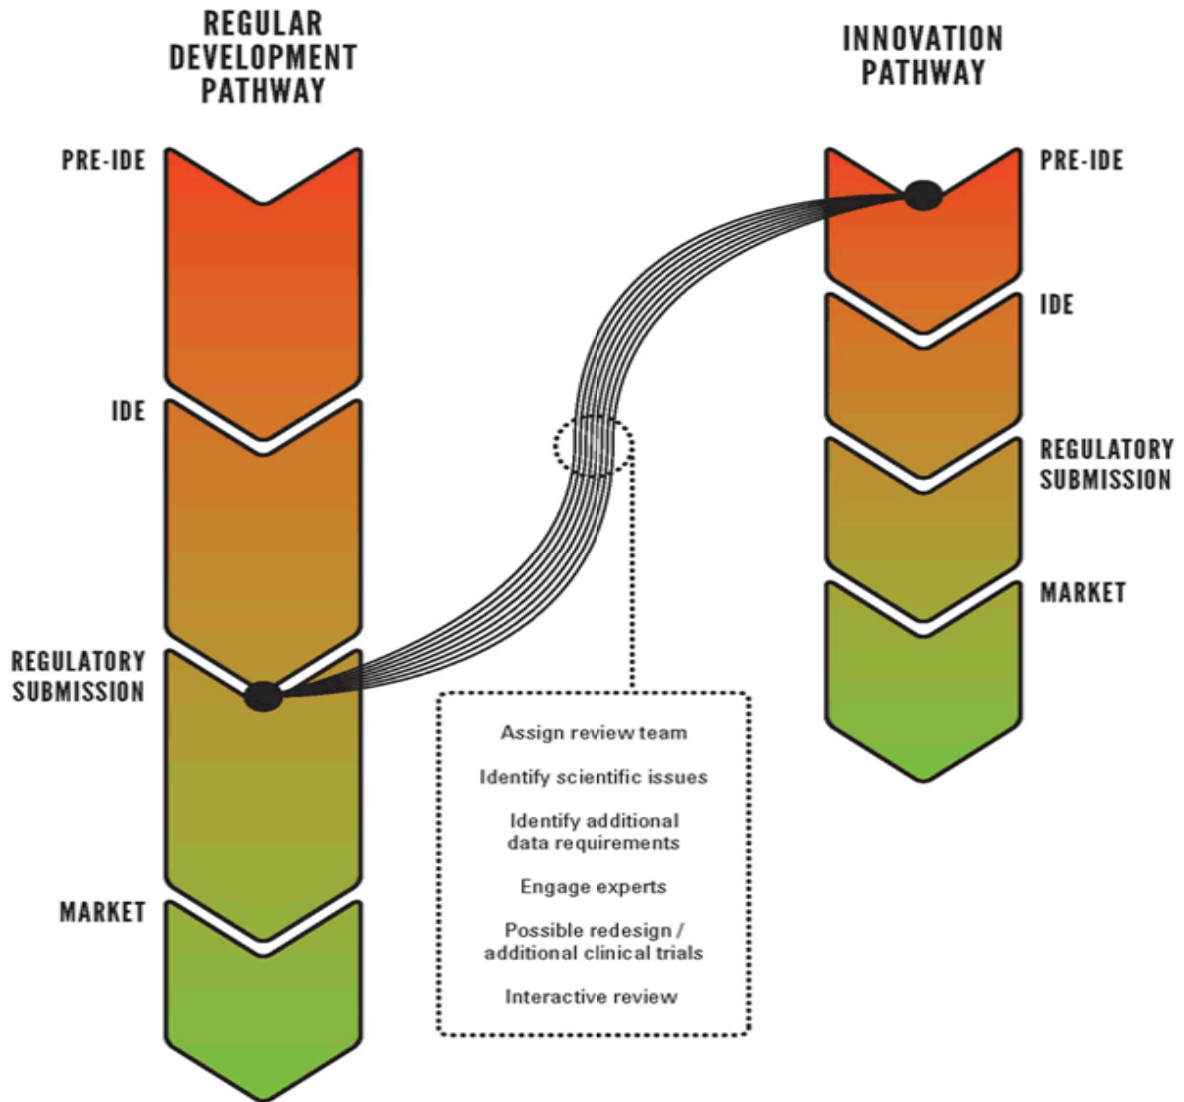 REGULAR
DEVELOPMENT
PATHWAY
PRE-IDE
IDE
REGULATORY
SUBMISSION
MARKET
Assign review team
Identify scientific issues
Identify additional
data requirements
Engage experts
Possible redesign /
additional clinical trials
Interactive review
INNOVATION
PATHWAY
PRE-IDE
IDE
REGULATORY
SUBMISSION
MARKET